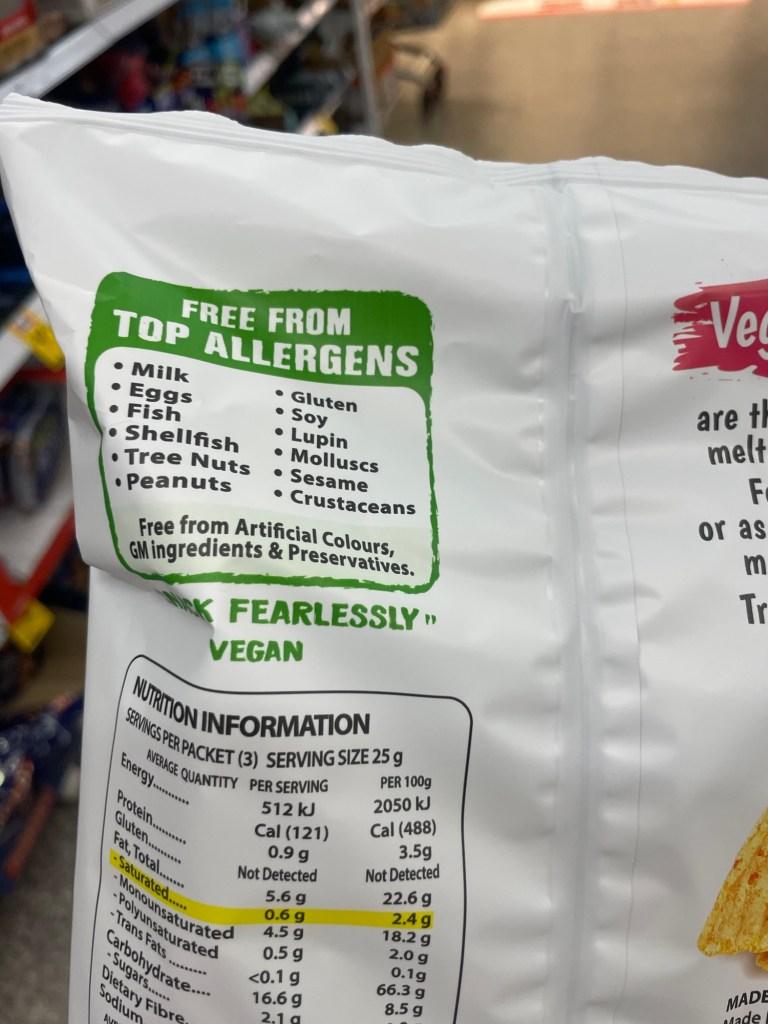 FREE FROM
TOP ALLERGENS
• Milk
• Eggs
• Fish
• Shellfish
• Tree Nuts
• Peanuts
• Gluten
• Soy
• Lupin
• Molluscs
• Sesame
• Crustaceans
Free from Artificial Colours,
GM ingredients & Preservatives.
FEARLESSLY"
VEGAN
NUTRITION INFORMATION
SERVINGS PER PACKET (3) SERVING SIZE 25 g
AVERAGE QUANTITY PER SERVING PER 100g
Energy........... 512 kJ 2050 kJ
Cal (121) Cal (488)
Protein........... 0.9 g 3.5g
Gluten........... Not Detected Not Detected
Fat, Total....... 5.6 g 22.6 g
- Saturated..... 0.6 g 2.4 g
- Monounsaturated 4.5 g 18.2 g
- Polyunsaturated 0.5 g 2.0 g
- Trans Fats ......... <0.1 g 0.1g
Carbohydrate.... 16.6 g 66.3 g
- Sugars...... 2.1 g 8.5 g
Dietary Fibre.
Sodium
are
melt
or as
MADE
Made